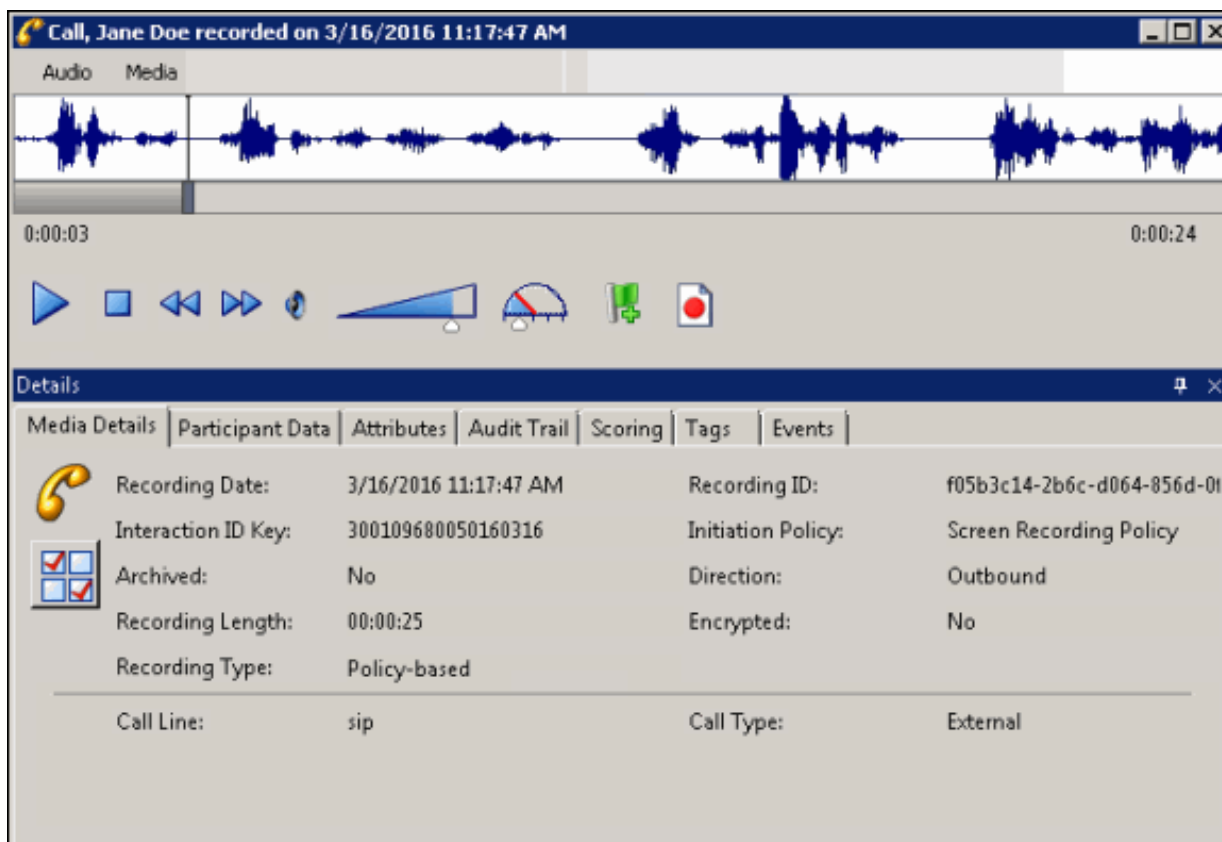 Call, Jane Doe recorded on 3/16/2016 11:17:47 AM
Audio Media
0:00:03 0:00:24
Details
Media Details Participant Data Attributes Audit Trail Scoring Tags Events
Recording Date: 3/16/2016 11:17:47 AM Recording ID: f05b3c14-2b6c-d064-856d-0
Interaction ID Key: 300109680050160316 Initiation Policy: Screen Recording Policy
Archived: No Direction: Outbound
Recording Length: 00:00:25 Encrypted: No
Recording Type: Policy-based
Call Line: sip Call Type: External